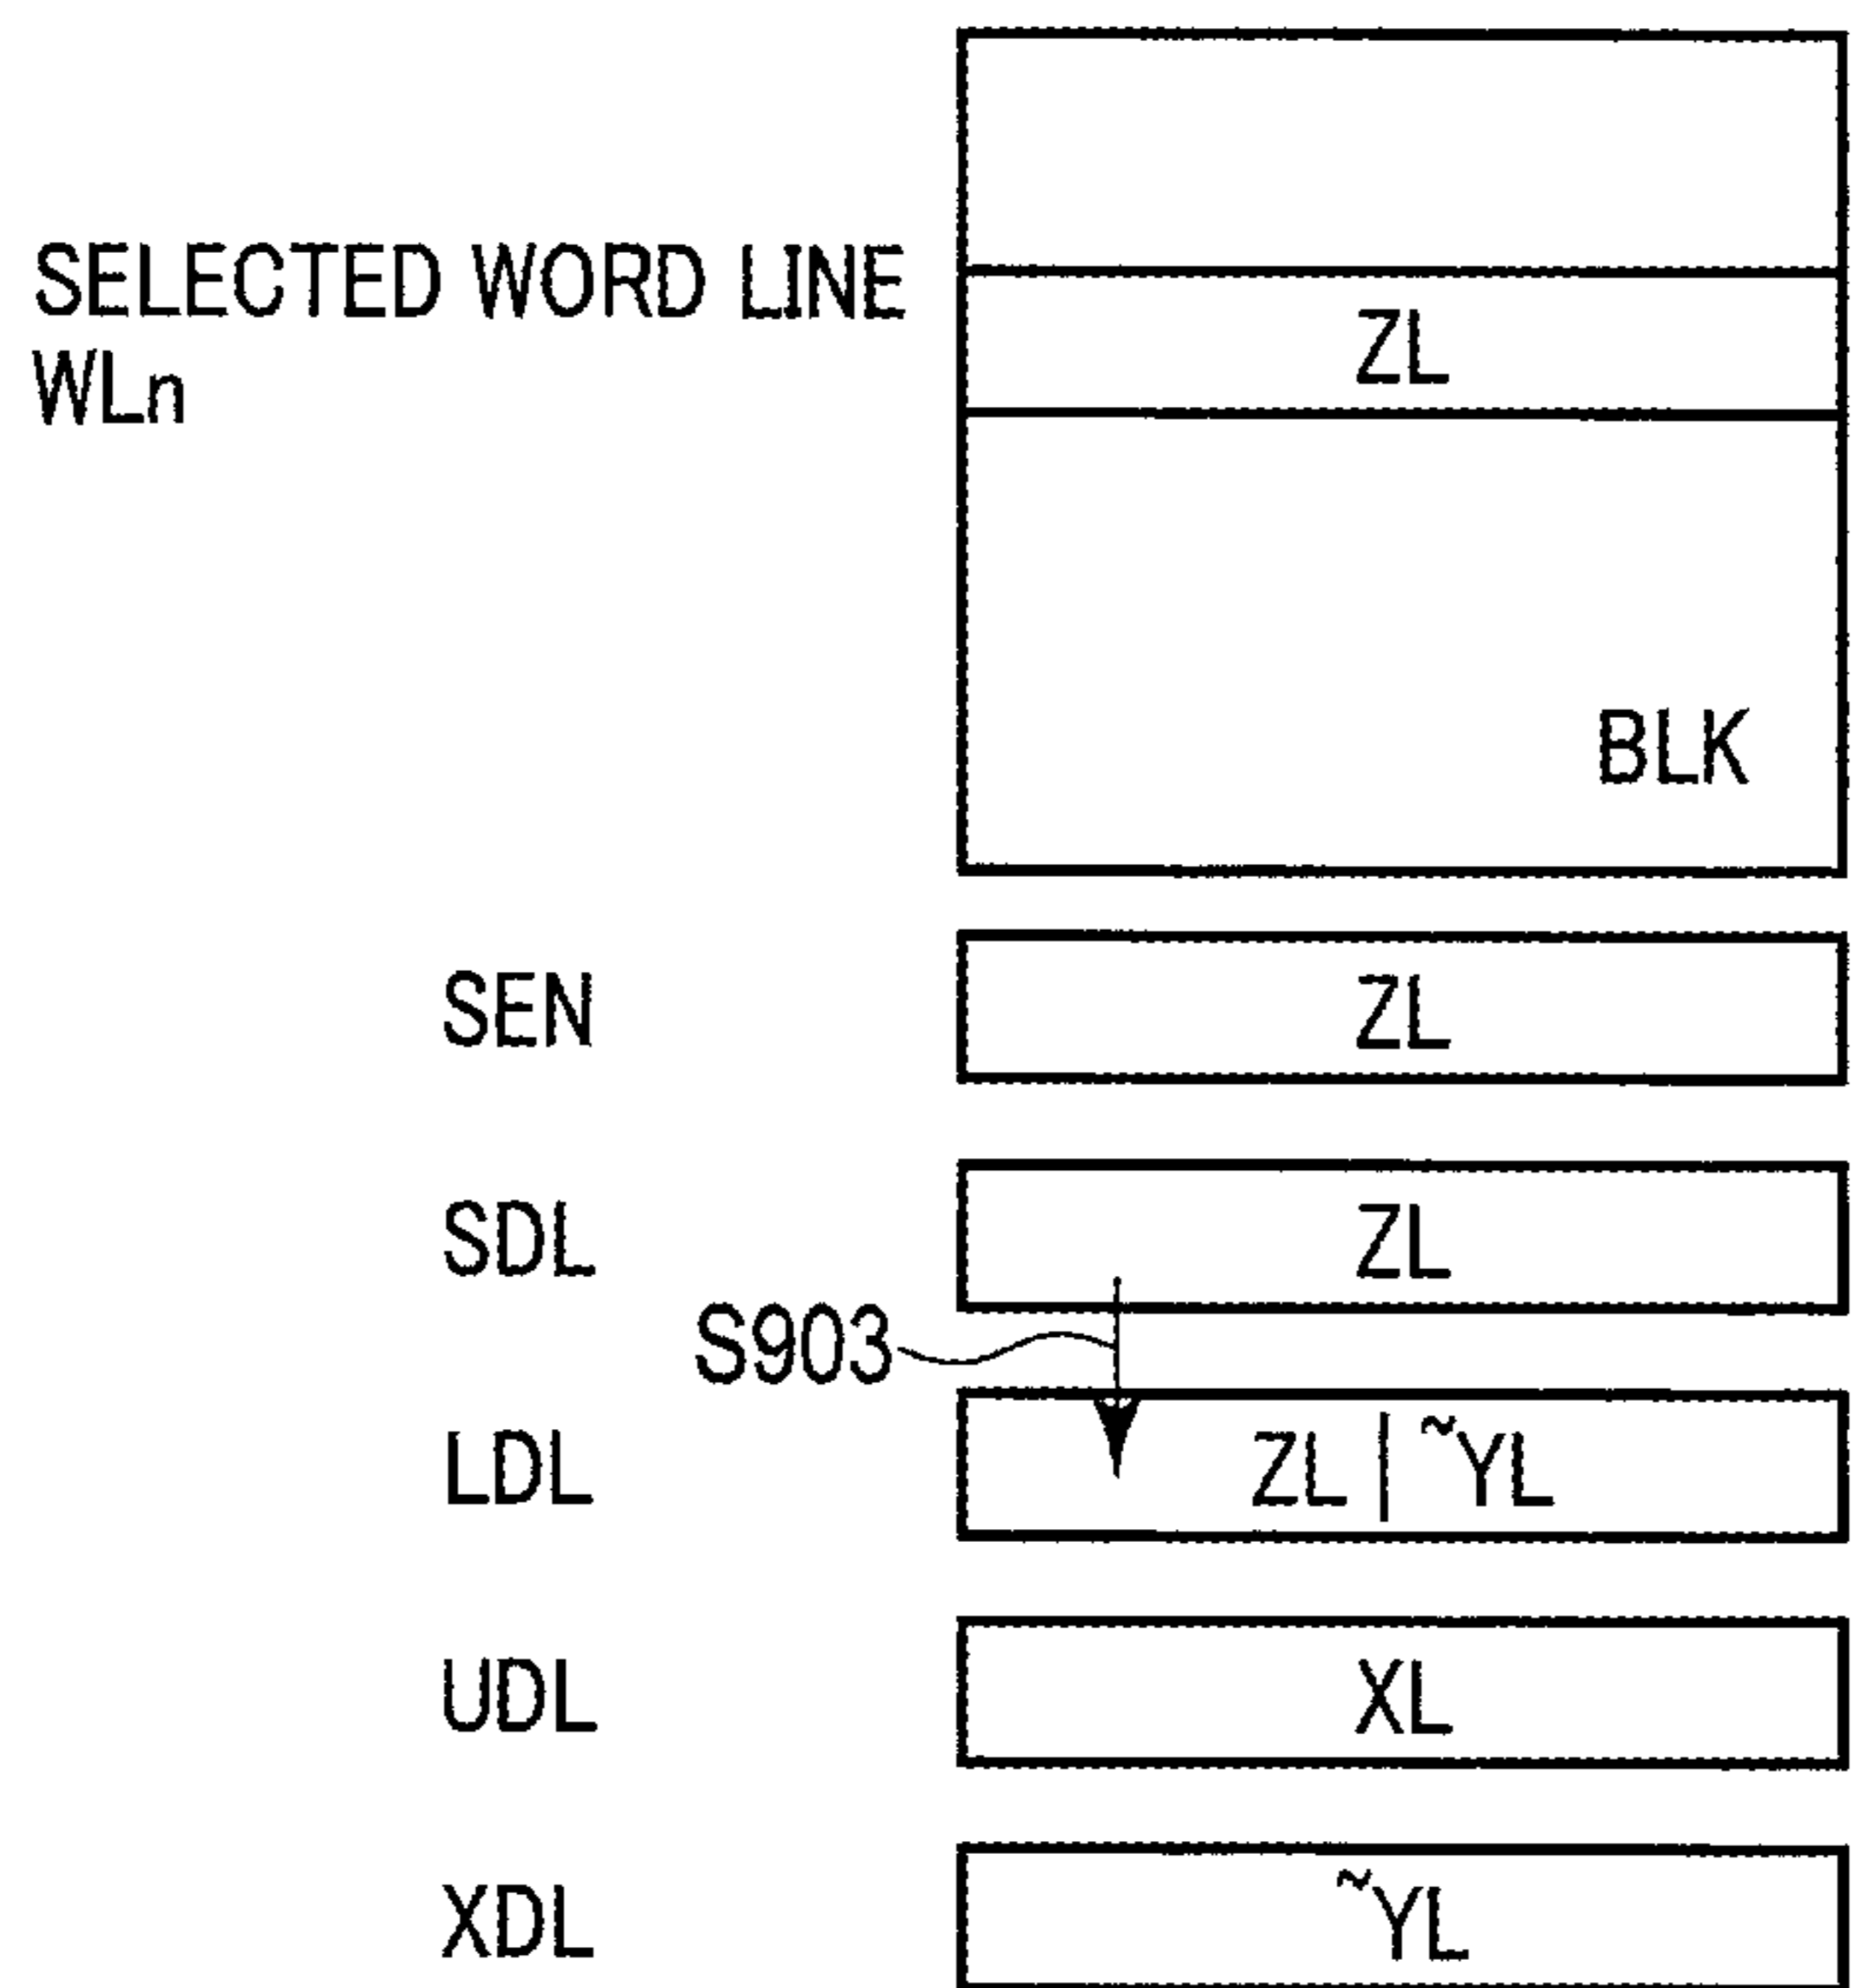 SELECTED WORD LINE
WLn
ZL
BLK
SEN ZL
SDL ZL
S903
LDL ZL | ~YL
UDL XL
XDL ~YL